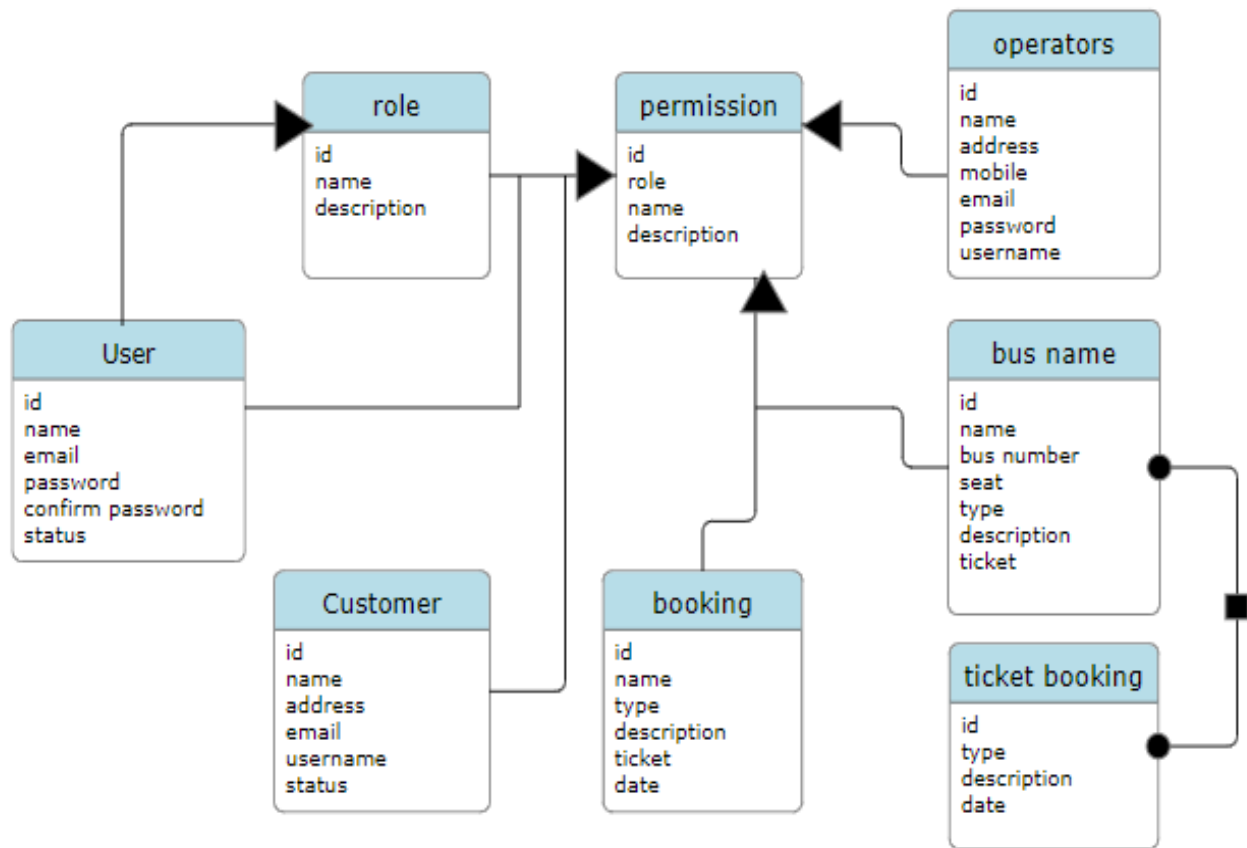 operators
id
name
address
mobile
email
password
username
role
id
name
description
permission
id
role
name
description
User
id
name
email
password
confirm password
status
bus name
id
name
bus number
seat
type
description
ticket
Customer
id
name
address
email
username
status
booking
id
name
type
description
ticket
date
ticket booking
id
type
description
date